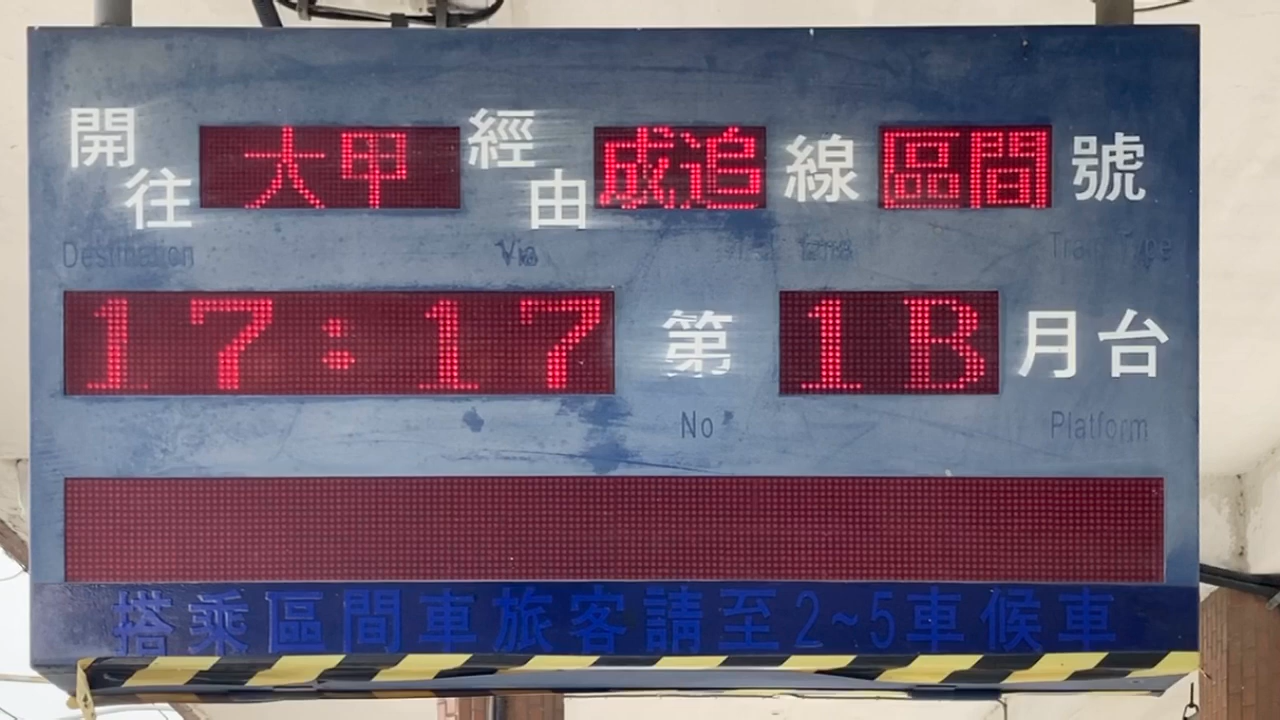 開往 大甲 經由 成追 線 區間 號
Destination Via Train Type
17:17 第 1B 月台
No Platform
搭乘區間車旅客請至2~5車候車